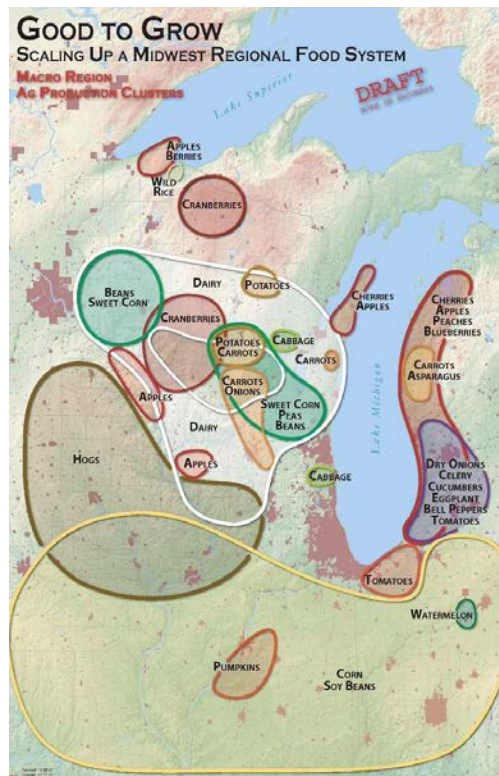 GOOD TO GROW
SCALING UP A MIDWEST REGIONAL FOOD SYSTEM
MACRO REGION
AG PRODUCTION CLUSTERS
DRAFT
Lake Superior
APPLES
BERRIES
WILD
RICE
CRANBERRIES
BEANS
SWEET CORN
DAIRY
POTATOES
CHERRIES
APPLES
CHERRIES
APPLES
PEACHES
BLUEBERRIES
CRANBERRIES
POTATOES
CARROTS
CABBAGE
CARROTS
CARROTS
ASPARAGUS
CARROTS
ONIONS
APPLES
SWEET CORN
PEAS
BEANS
Lake Michigan
DAIRY
HOGS
APPLES
CABBAGE
DRY ONIONS
CELERY
CUCUMBERS
EGGPLANT
BELL PEPPERS
TOMATOES
TOMATOES
WATERMELON
PUMPKINS
CORN
SOY BEANS